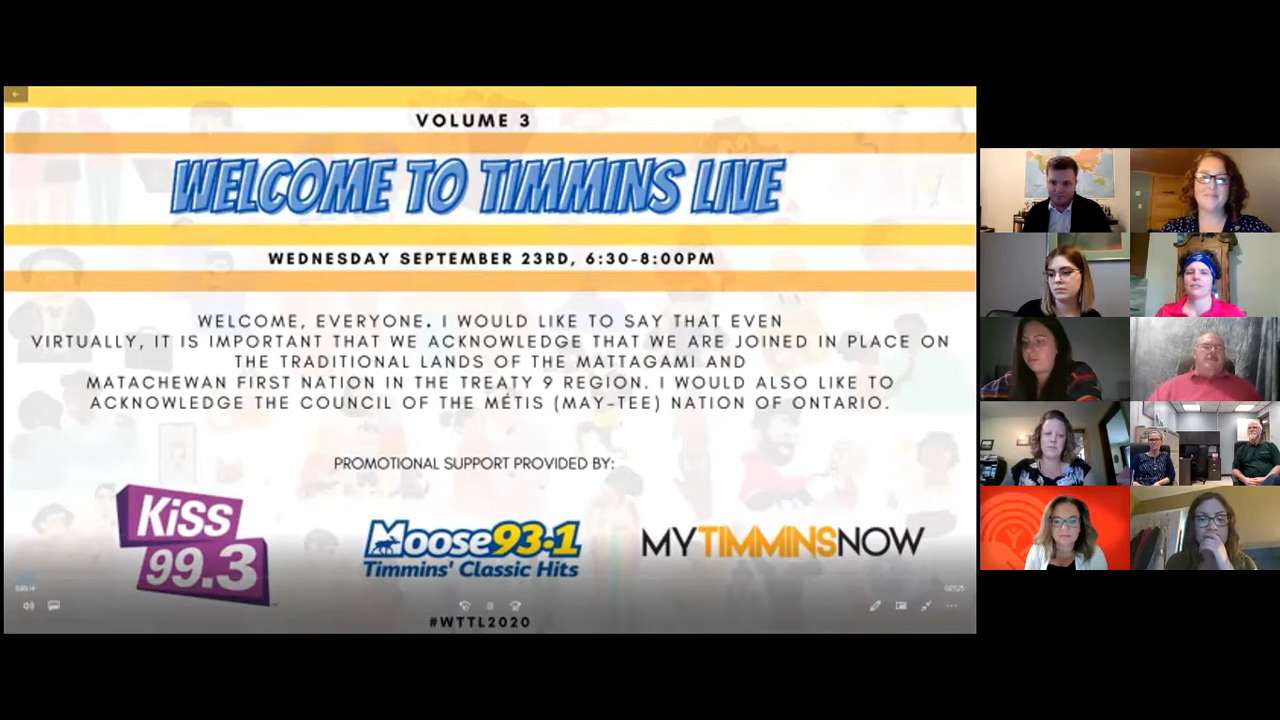 VOLUME 3
WELCOME TO TIMMINS LIVE
WEDNESDAY SEPTEMBER 23RD, 6:30-8:00PM
WELCOME, EVERYONE. I WOULD LIKE TO SAY THAT EVEN
VIRTUALLY, IT IS IMPORTANT THAT WE ACKNOWLEDGE THAT WE ARE JOINED IN PLACE ON
THE TRADITIONAL LANDS OF THE MATTAGAMI AND
MATACHEWAN FIRST NATION IN THE TREATY 9 REGION. I WOULD ALSO LIKE TO
ACKNOWLEDGE THE COUNCIL OF THE MÉTIS (MAY-TEE) NATION OF ONTARIO.
PROMOTIONAL SUPPORT PROVIDED BY:
KiSS
99.3
Moose93.1
Timmins' Classic Hits
MYTIMMINSNOW
#WTTL2020